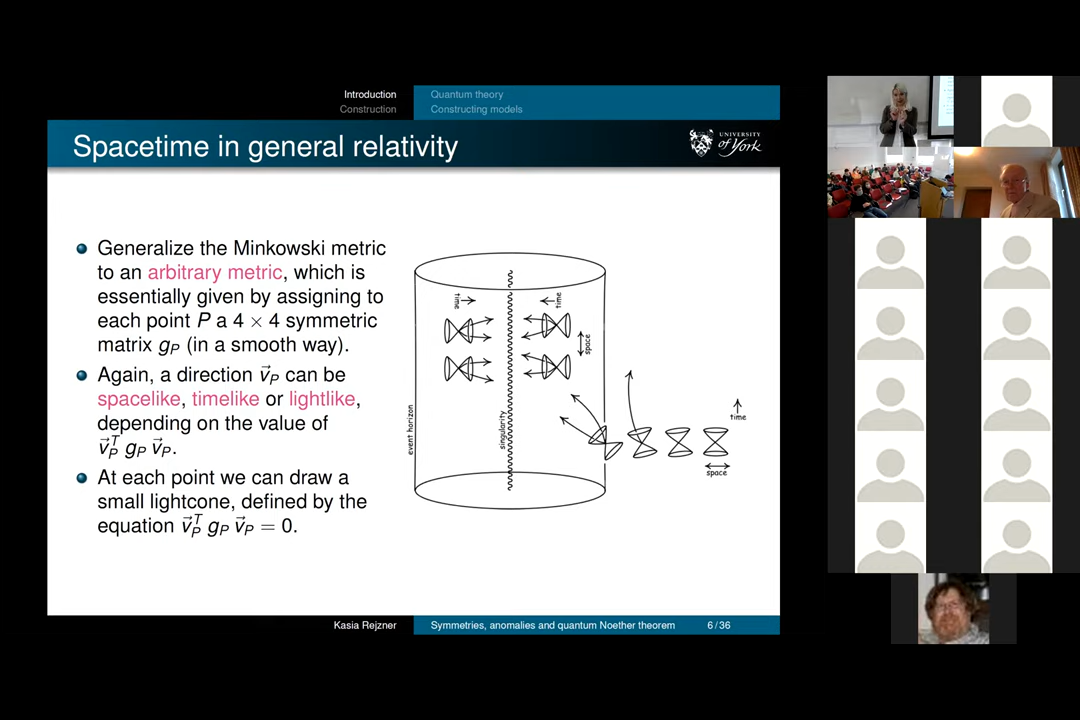 Introduction
Construction
Quantum theory
Constructing models
Spacetime in general relativity
UNIVERSITY
of York
Generalize the Minkowski metric
to an arbitrary metric, which is
essentially given by assigning to
each point P a 4 × 4 symmetric
matrix g_P (in a smooth way).
Again, a direction v⃗_P can be
spacelike, timelike or lightlike,
depending on the value of
v⃗_P^T g_P v⃗_P.
At each point we can draw a
small lightcone, defined by the
equation v⃗_P^T g_P v⃗_P = 0.
time
time
space
event horizon
singularity
time
space
Kasia Rejzner
Symmetries, anomalies and quantum Noether theorem
6 / 36